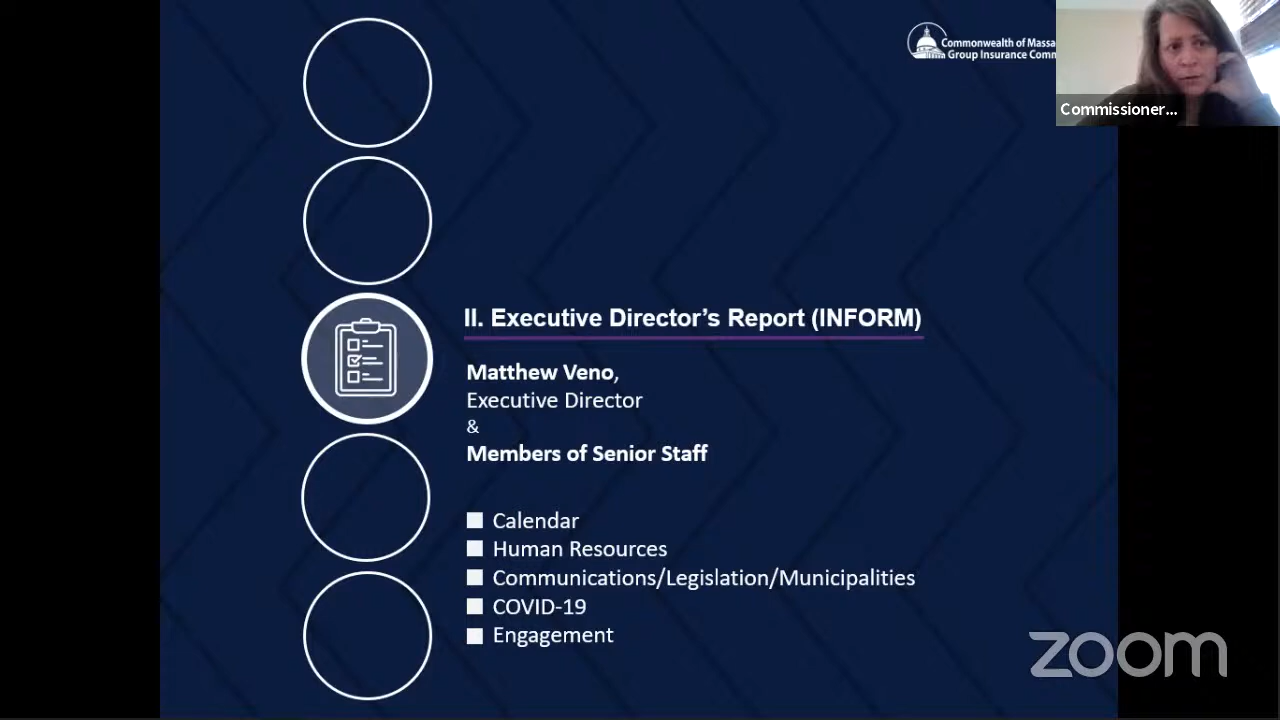 Commonwealth of Massa
Group Insurance Comm
Commissioner...
II. Executive Director’s Report (INFORM)
Matthew Veno,
Executive Director
&
Members of Senior Staff
Calendar
Human Resources
Communications/Legislation/Municipalities
COVID-19
Engagement
zoom